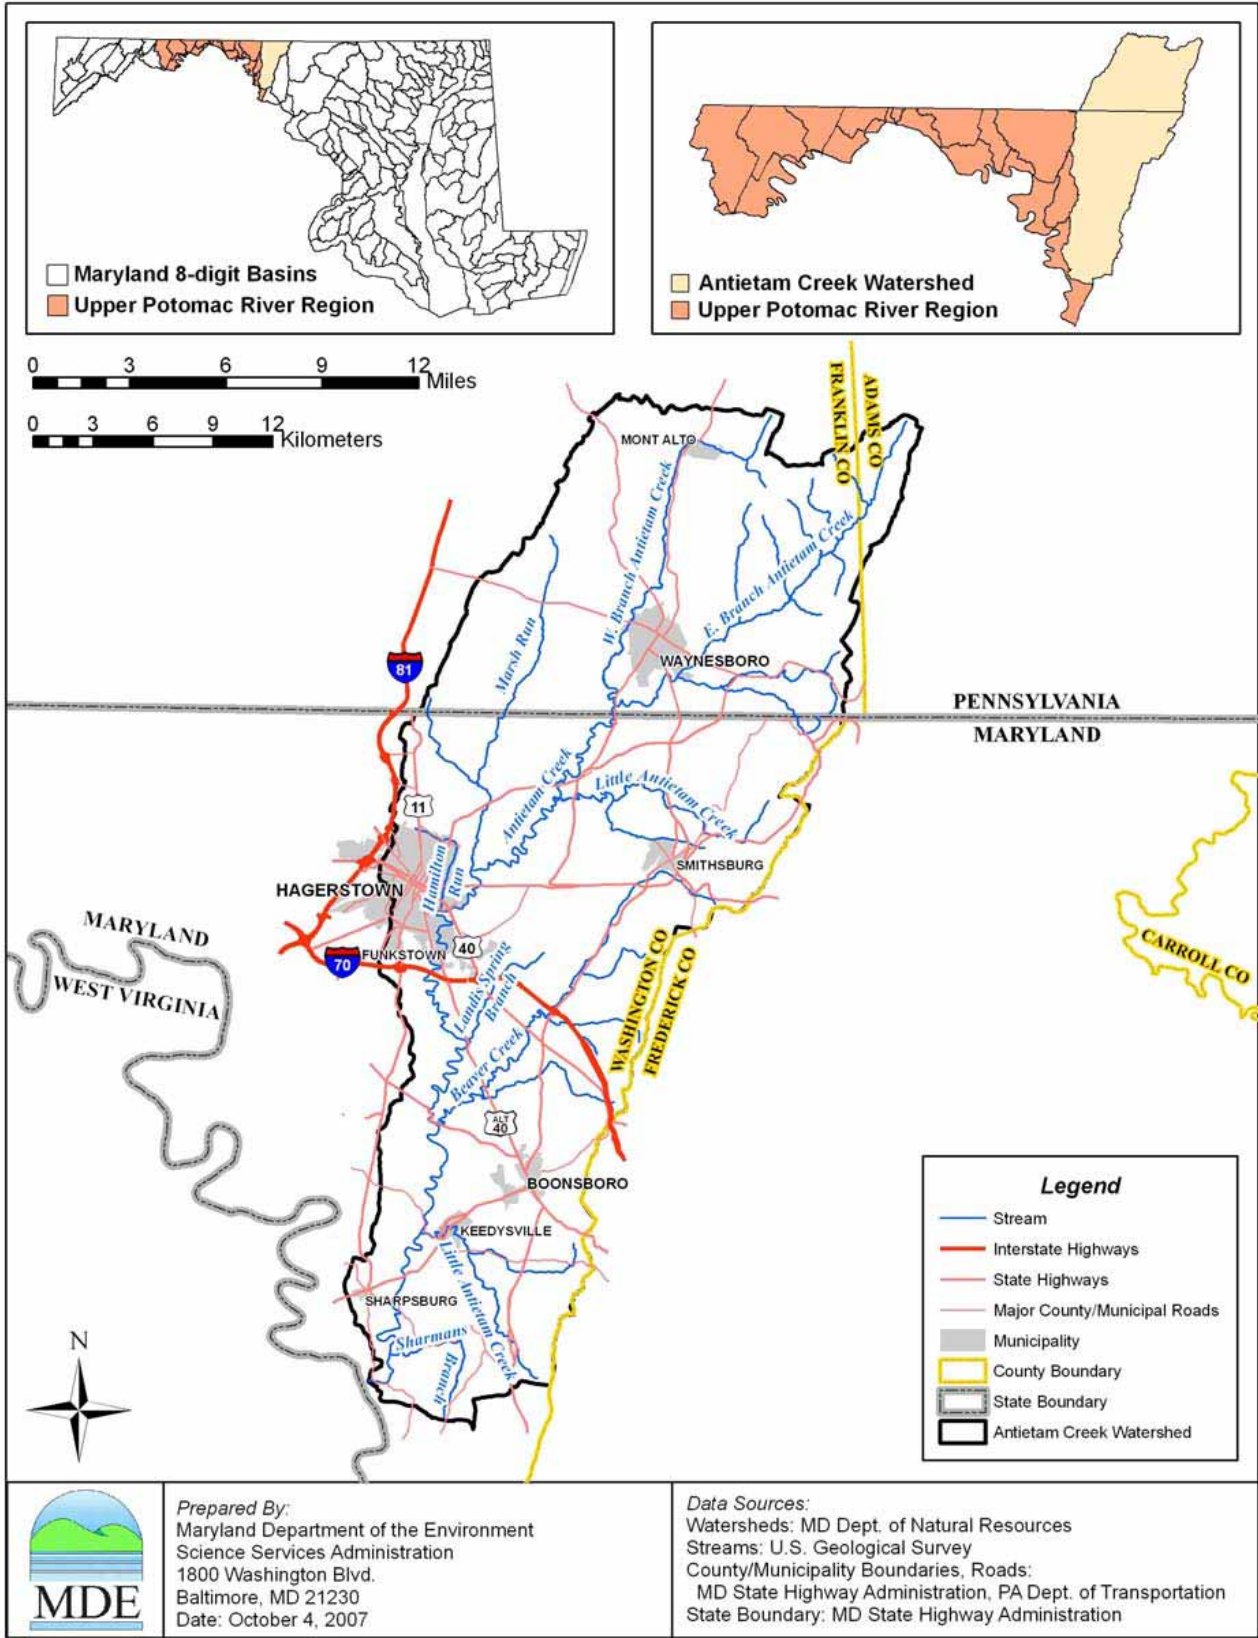 Maryland 8-digit Basins
Upper Potomac River Region
Antietam Creek Watershed
Upper Potomac River Region
0 3 6 9 12
Miles
0 3 6 9 12
Kilometers
FRANKLIN CO
ADAMS CO
MONT ALTO
W. Branch Antietam Creek
E. Branch Antietam Creek
Marsh Run
WAYNESBORO
81
PENNSYLVANIA
MARYLAND
Antietam Creek
Little Antietam Creek
11
SMITHSBURG
Hamilton
Run
HAGERSTOWN
MARYLAND
WEST VIRGINIA
FUNKSTOWN
40
70
Landis Spring
Branch
WASHINGTON CO
FREDERICK CO
CARROLL CO
Beaver Creek
ALT
40
BOONSBORO
KEEDYSVILLE
Little Antietam Creek
SHARPSBURG
Sharmans
Branch
N
Legend
Stream
Interstate Highways
State Highways
Major County/Municipal Roads
Municipality
County Boundary
State Boundary
Antietam Creek Watershed
MDE
Prepared By:
Maryland Department of the Environment
Science Services Administration
1800 Washington Blvd.
Baltimore, MD 21230
Date: October 4, 2007
Data Sources:
Watersheds: MD Dept. of Natural Resources
Streams: U.S. Geological Survey
County/Municipality Boundaries, Roads:
MD State Highway Administration, PA Dept. of Transportation
State Boundary: MD State Highway Administration